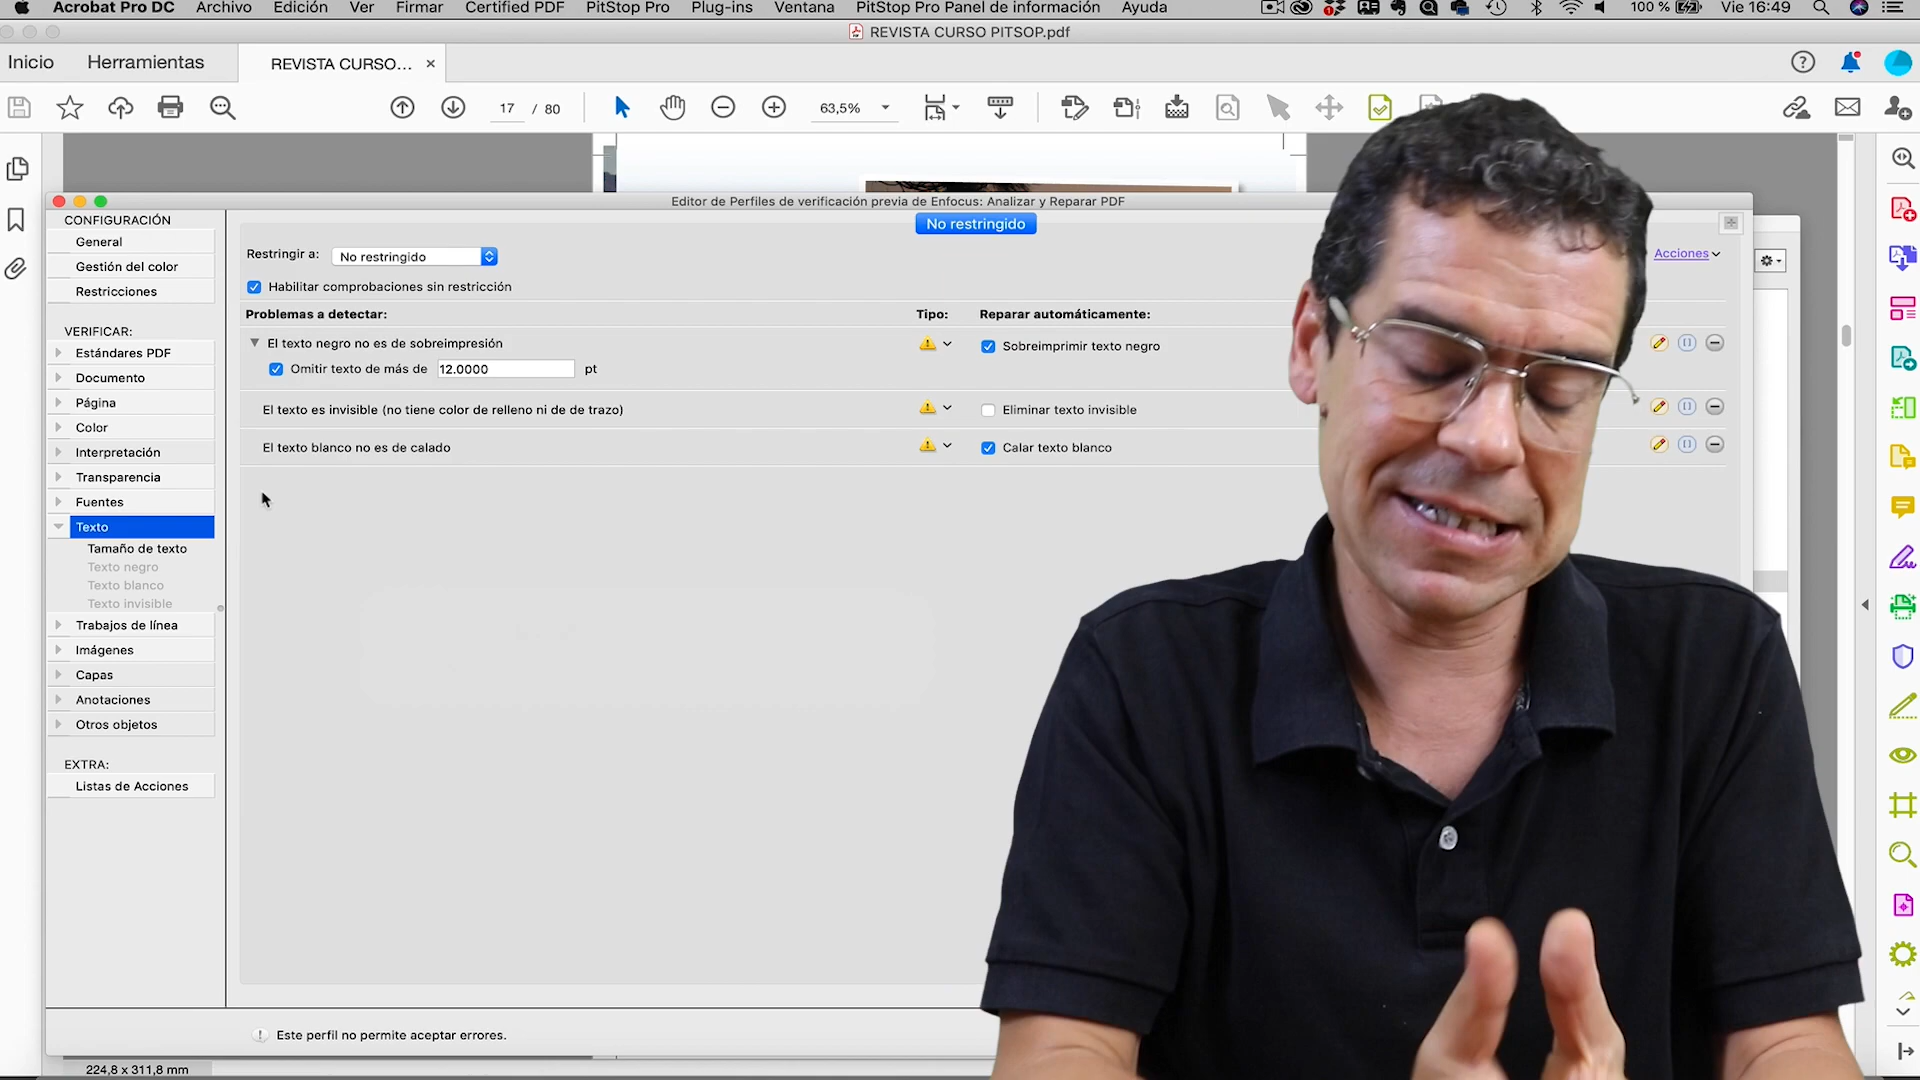 Acrobat Pro DC Archivo Edición Ver Firmar Certified PDF PitStop Pro Plug-ins Ventana PitStop Pro Panel de información Ayuda 100 % Vie 16:49
REVISTA CURSO PITSOP.pdf
Inicio Herramientas REVISTA CURSO... ×
17 / 80 63,5%
Editor de Perfiles de verificación previa de Enfocus: Analizar y Reparar PDF
CONFIGURACIÓN
General
Gestión del color
Restricciones
VERIFICAR:
Estándares PDF
Documento
Página
Color
Interpretación
Transparencia
Fuentes
Texto
Tamaño de texto
Texto negro
Texto blanco
Texto invisible
Trabajos de línea
Imágenes
Capas
Anotaciones
Otros objetos
EXTRA:
Listas de Acciones
No restringido
Restringir a: No restringido
Acciones
Habilitar comprobaciones sin restricción
Problemas a detectar: Tipo: Reparar automáticamente:
El texto negro no es de sobreimpresión Sobreimprimir texto negro
Omitir texto de más de 12.0000 pt
El texto es invisible (no tiene color de relleno ni de de trazo) Eliminar texto invisible
El texto blanco no es de calado Calar texto blanco
Este perfil no permite aceptar errores.
224,8 x 311,8 mm